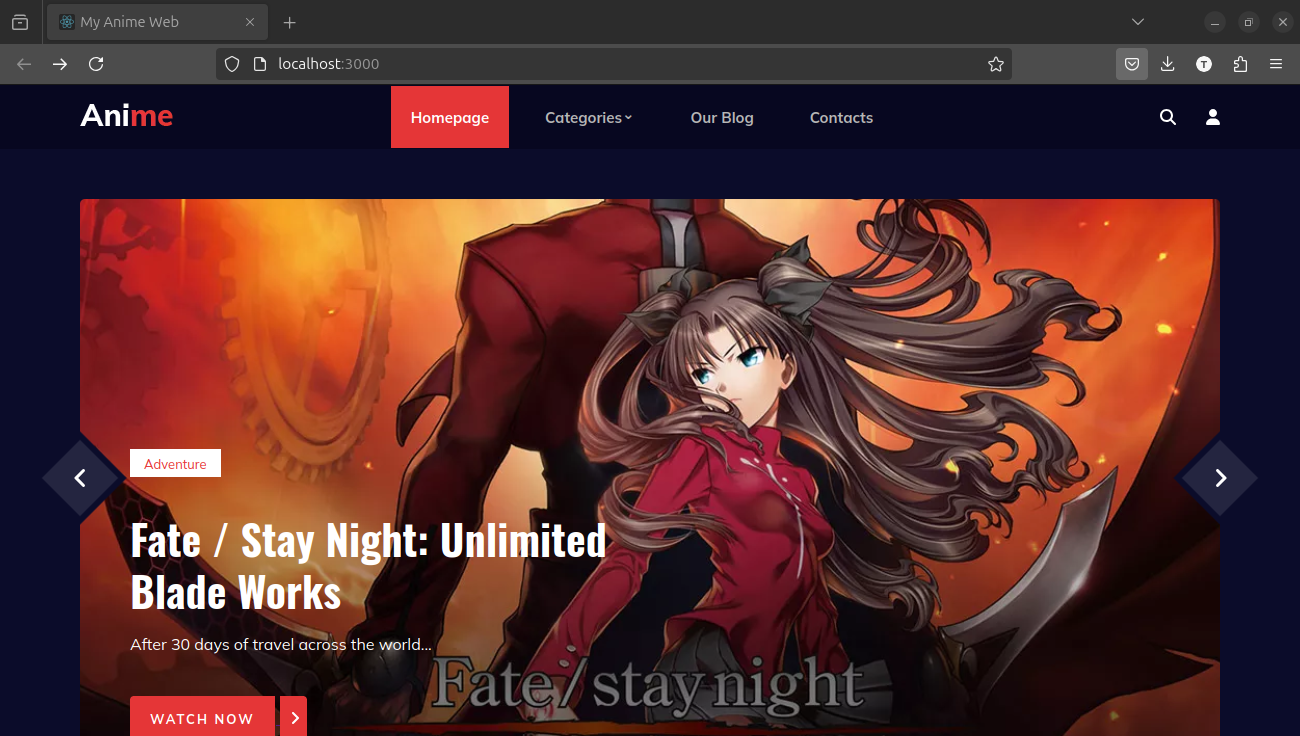 My Anime Web
localhost:3000
T
Anime
Homepage
Categories
Our Blog
Contacts
Adventure
Fate / Stay Night: Unlimited
Blade Works
After 30 days of travel across the world...
Fate/stay night
WATCH NOW